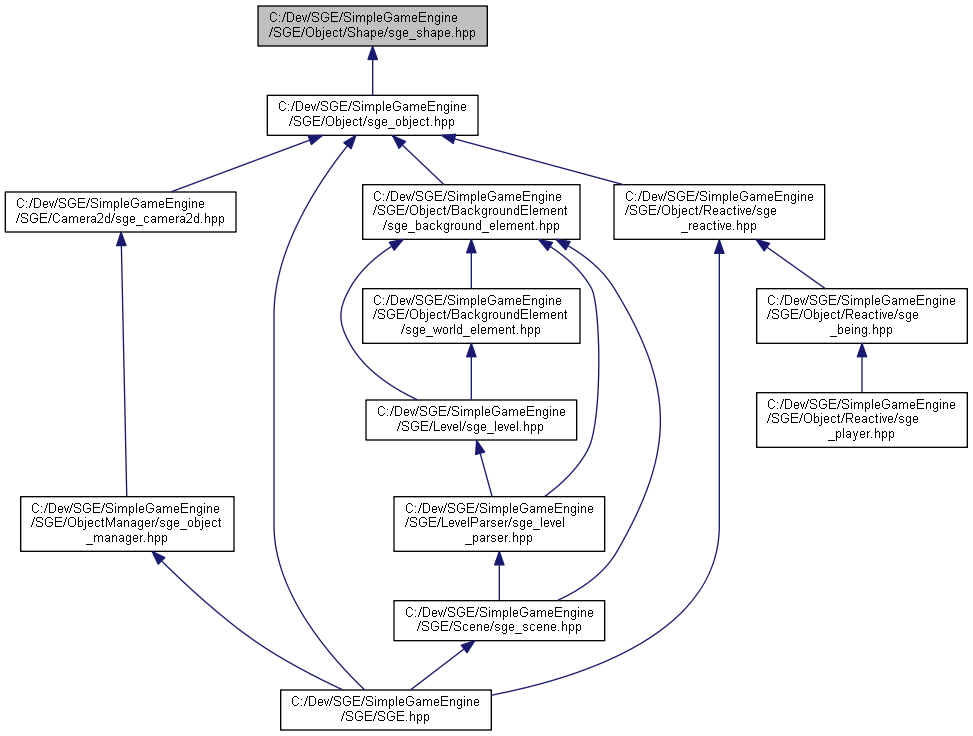 C:/Dev/SGE/SimpleGameEngine
/SGE/Object/Shape/sge_shape.hpp
C:/Dev/SGE/SimpleGameEngine
/SGE/Object/sge_object.hpp
C:/Dev/SGE/SimpleGameEngine
/SGE/Camera2d/sge_camera2d.hpp
C:/Dev/SGE/SimpleGameEngine
/SGE/Object/BackgroundElement
/sge_background_element.hpp
C:/Dev/SGE/SimpleGameEngine
/SGE/Object/Reactive/sge
_reactive.hpp
C:/Dev/SGE/SimpleGameEngine
/SGE/Object/BackgroundElement
/sge_world_element.hpp
C:/Dev/SGE/SimpleGameEngine
/SGE/Object/Reactive/sge
_being.hpp
C:/Dev/SGE/SimpleGameEngine
/SGE/Level/sge_level.hpp
C:/Dev/SGE/SimpleGameEngine
/SGE/Object/Reactive/sge
_player.hpp
C:/Dev/SGE/SimpleGameEngine
/SGE/ObjectManager/sge_object
_manager.hpp
C:/Dev/SGE/SimpleGameEngine
/SGE/LevelParser/sge_level
_parser.hpp
C:/Dev/SGE/SimpleGameEngine
/SGE/Scene/sge_scene.hpp
C:/Dev/SGE/SimpleGameEngine
/SGE/SGE.hpp